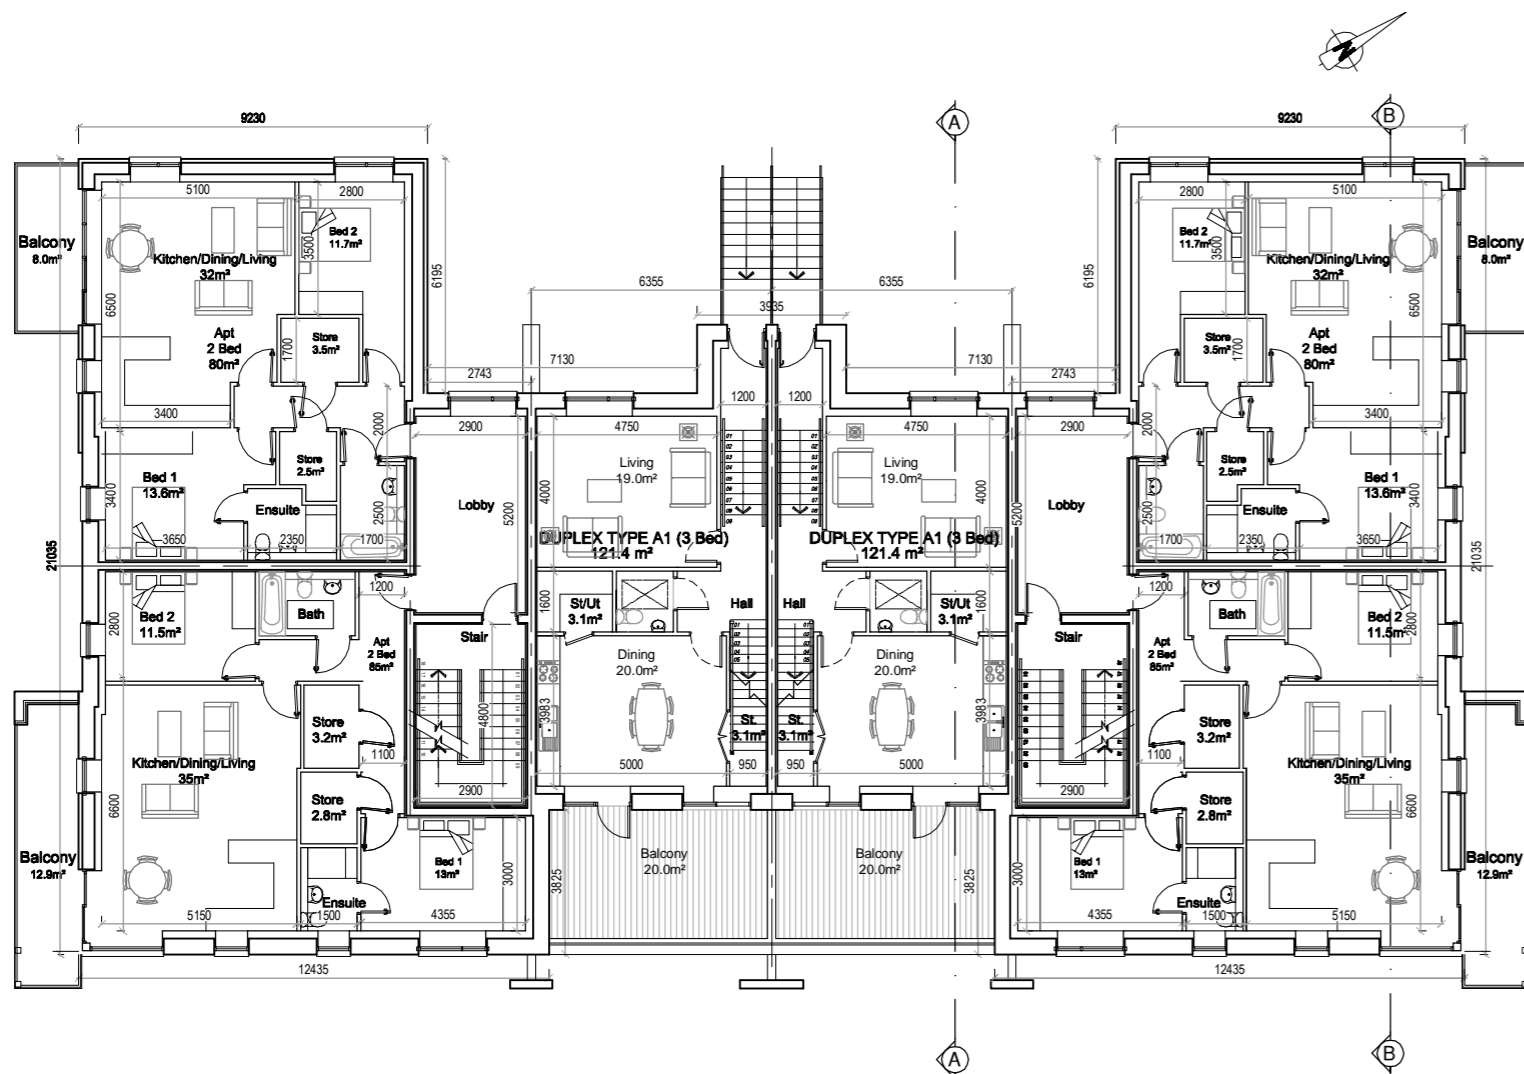 N
9230
A
B
9230
5100
2800
Balcony
8.0m²
Kitchen/Dining/Living
32m²
Bed 2
11.7m²
3500
6500
6195
Apt
2 Bed
80m²
Store
3.5m²
1700
3400
2000
Bed 1
13.6m²
3400
Store
2.5m²
Ensuite
2500
3650
2350
1700
21035
6355
6355
3935
7130
7130
2743
2743
2900
Lobby
5200
1200
1200
4750
4750
Living
19.0m²
4000
Living
19.0m²
4000
DUPLEX TYPE A1 (3 Bed)
121.4 m²
DUPLEX TYPE A1 (3 Bed)
121.4 m²
2900
Lobby
5200
2800
5100
Bed 2
11.7m²
3500
Kitchen/Dining/Living
32m²
Balcony
8.0m²
6195
6500
Store
3.5m²
1700
Apt
2 Bed
80m²
3400
2000
Store
2.5m²
Bed 1
13.6m²
3400
Ensuite
2500
1700
2350
3650
21035
Bed 2
11.5m²
2800
Bath
1200
Apt
2 Bed
85m²
Stair
4800
2900
Store
3.2m²
1100
Kitchen/Dining/Living
35m²
6600
Store
2.8m²
Bed 1
13m²
3000
Ensuite
5150
1500
4355
Balcony
12.9m²
12435
St/Ut
3.1m²
1600
Hall
Hall
St/Ut
3.1m²
1600
Dining
20.0m²
3983
Dining
20.0m²
3983
St.
3.1m²
St.
3.1m²
5000
950
950
5000
Balcony
20.0m²
3825
Balcony
20.0m²
3825
Stair
2900
1200
Apt
2 Bed
85m²
Bath
Bed 2
11.5m²
2800
Store
3.2m²
1100
Store
2.8m²
Kitchen/Dining/Living
35m²
6600
Bed 1
13m²
3000
Ensuite
4355
1500
5150
Balcony
12.9m²
12435
A
B